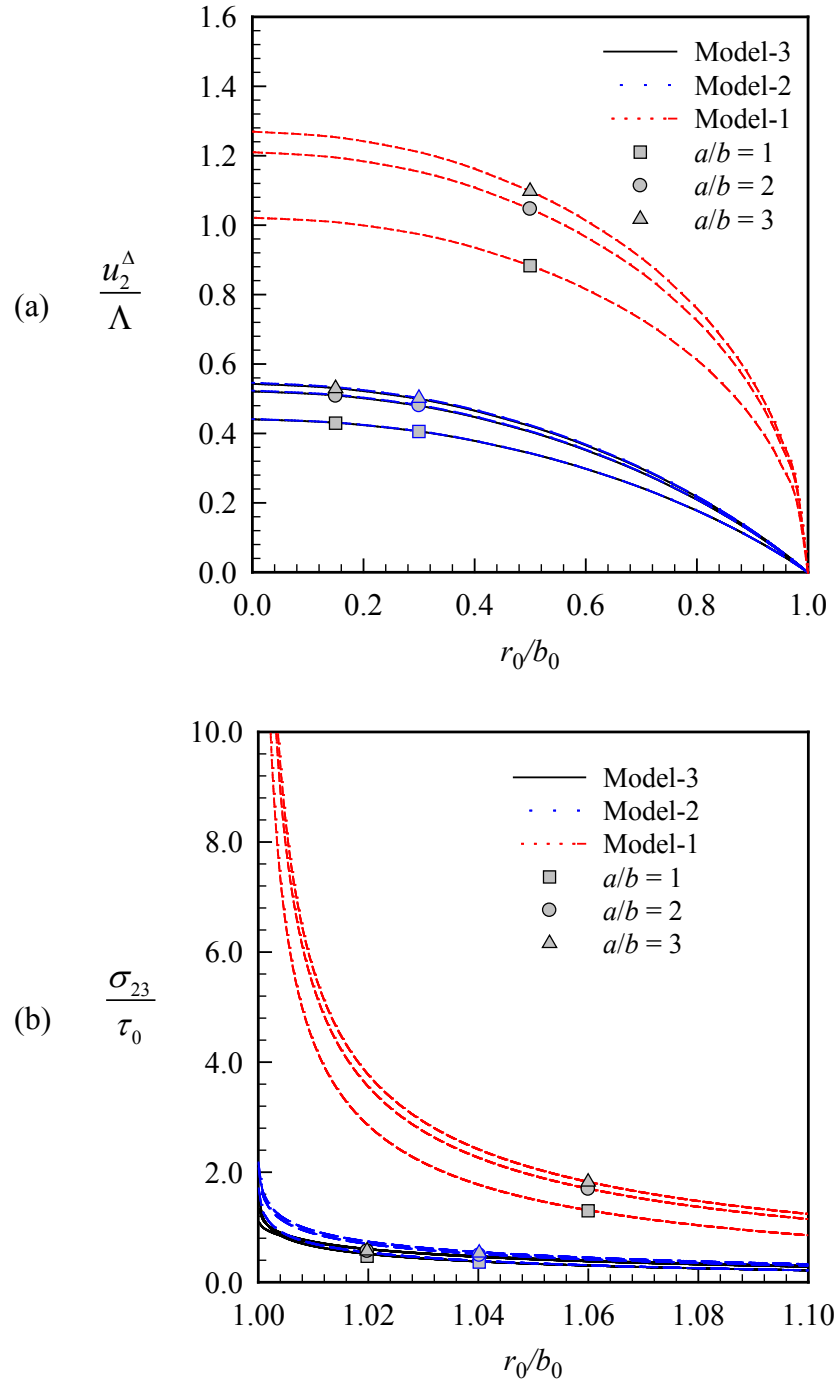 1.6
1.4
1.2
1.0
0.8
0.6
0.4
0.2
0.0
(a)
u₂^Δ
Λ
Model-3
Model-2
Model-1
a/b = 1
a/b = 2
a/b = 3
0.0 0.2 0.4 0.6 0.8 1.0
r₀/b₀
10.0
8.0
6.0
4.0
2.0
0.0
(b)
σ₂₃
τ₀
Model-3
Model-2
Model-1
a/b = 1
a/b = 2
a/b = 3
1.00 1.02 1.04 1.06 1.08 1.10
r₀/b₀